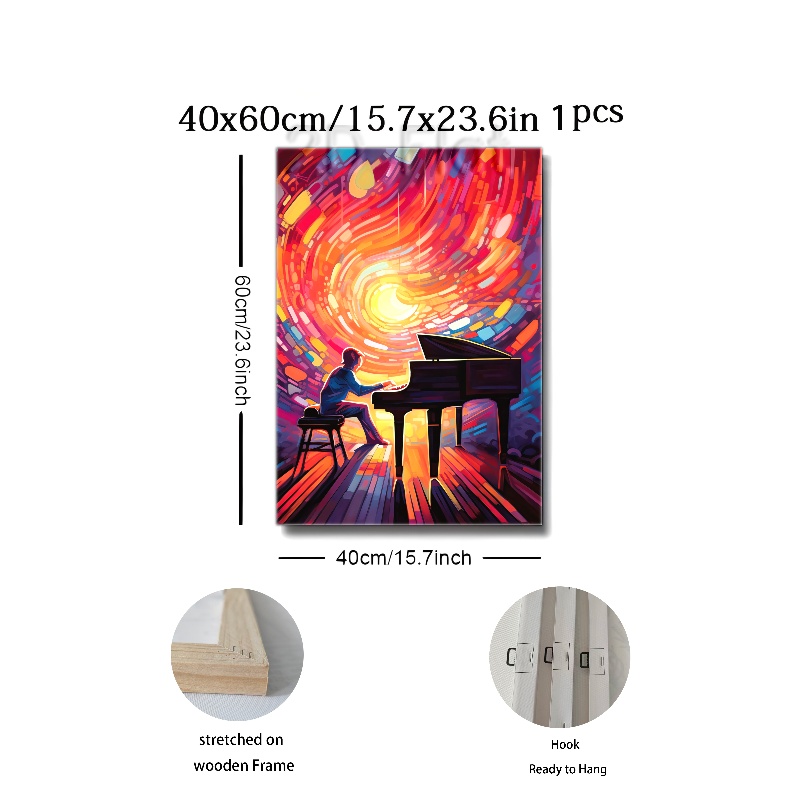 40x60cm/15.7x23.6in 1pcs
60cm/23.6inch
40cm/15.7inch
stretched on
wooden Frame
Hook
Ready to Hang